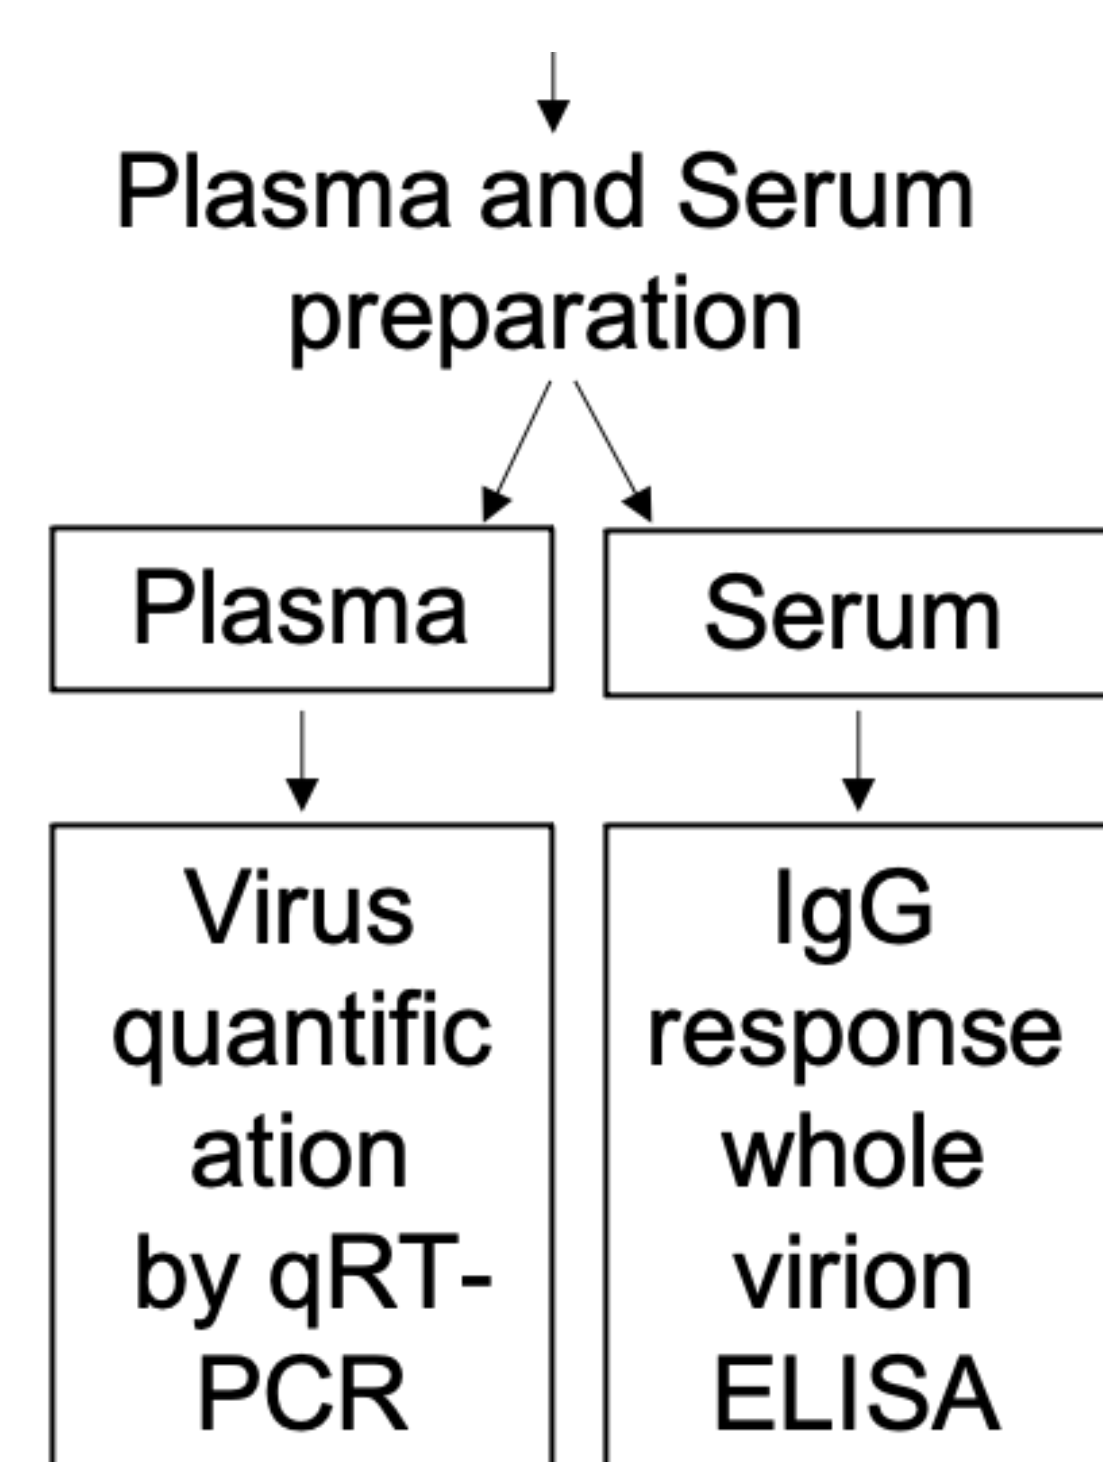 Plasma and Serum
preparation
Plasma
Serum
Virus
quantific
ation
by qRT-
PCR
IgG
response
whole
virion
ELISA